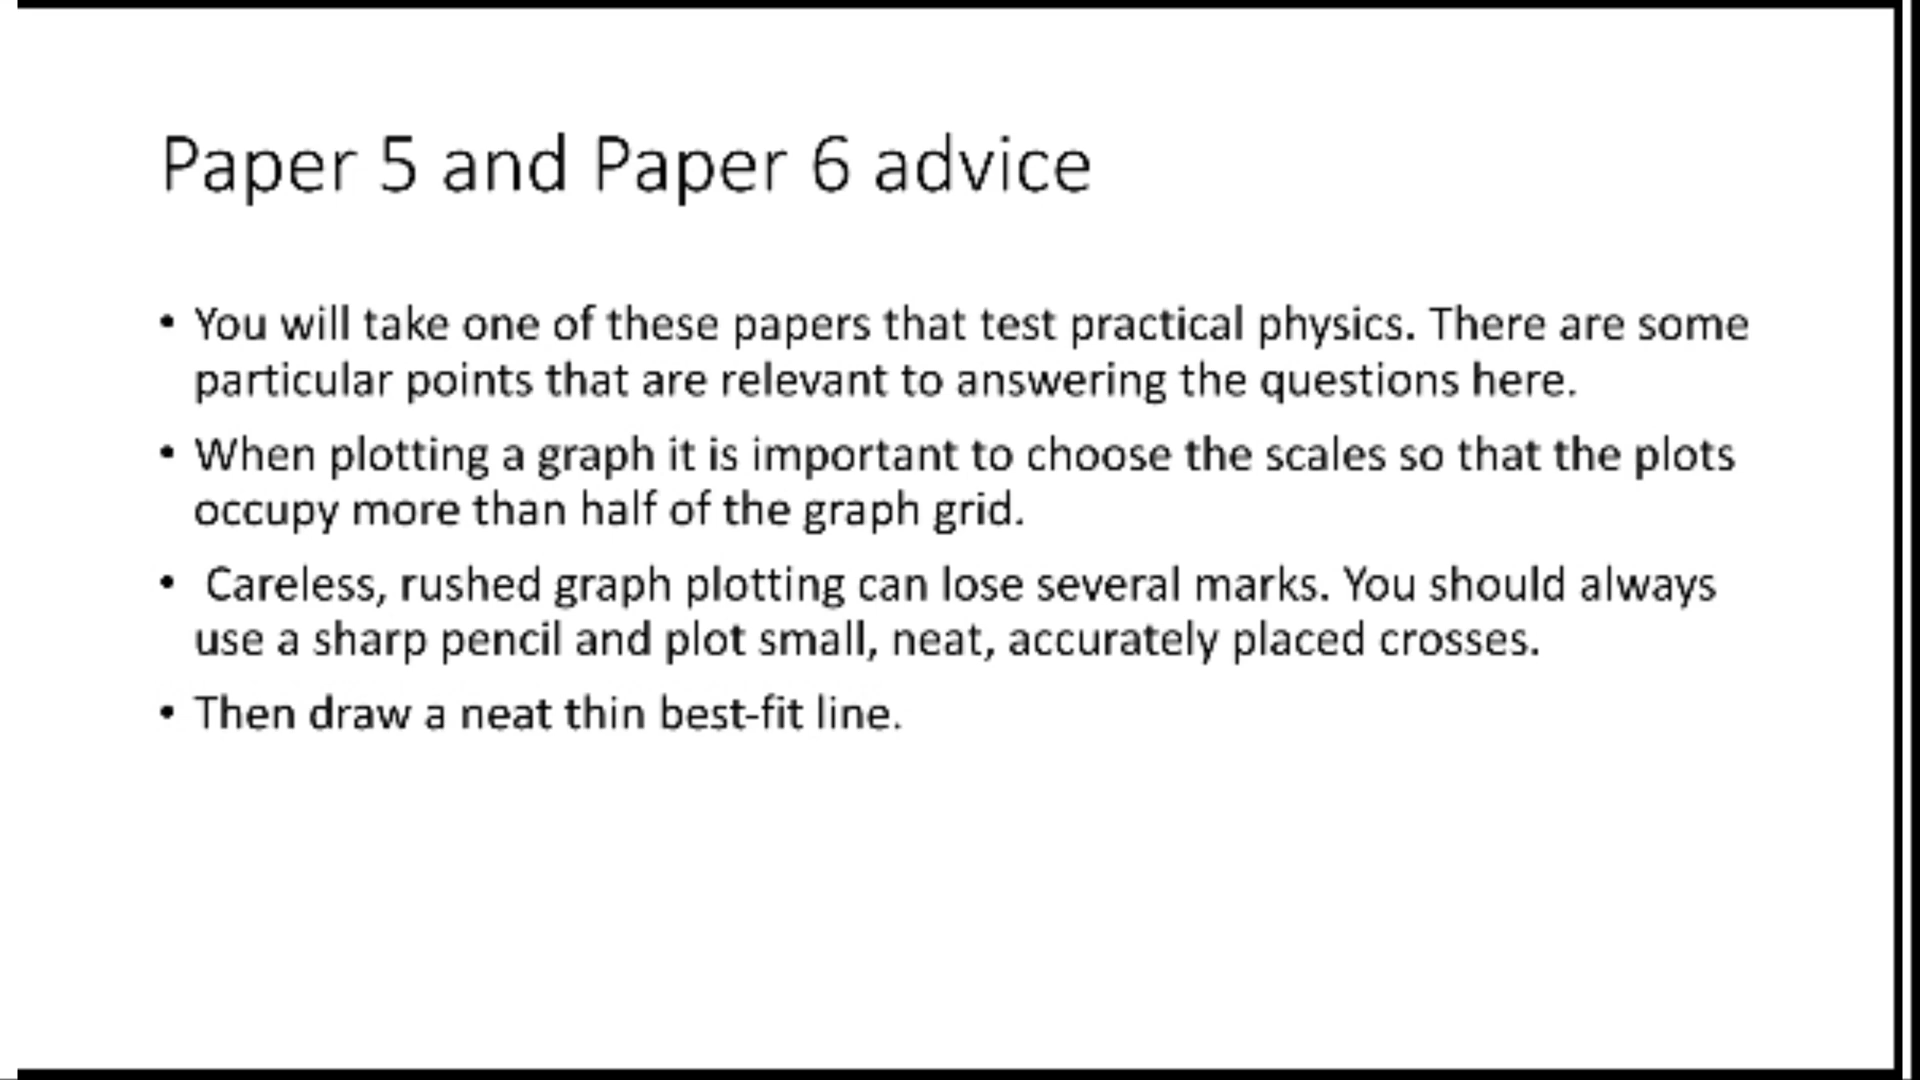 Paper 5 and Paper 6 advice
• You will take one of these papers that test practical physics. There are some
particular points that are relevant to answering the questions here.
• When plotting a graph it is important to choose the scales so that the plots
occupy more than half of the graph grid.
• Careless, rushed graph plotting can lose several marks. You should always
use a sharp pencil and plot small, neat, accurately placed crosses.
• Then draw a neat thin best-fit line.